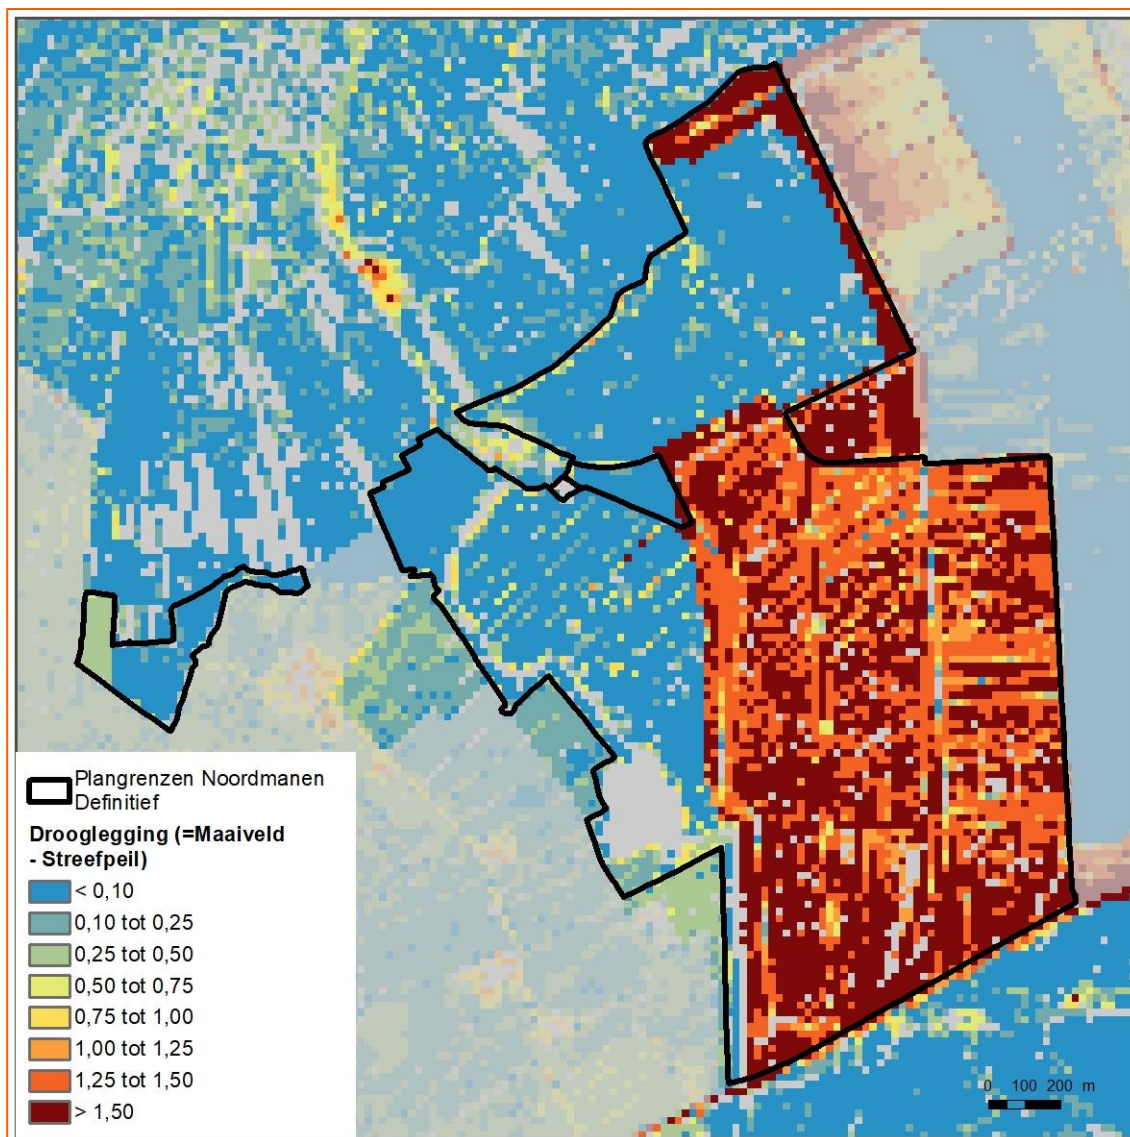 Plangrenzen Noordmanen
Definitief
Drooglegging (=Maaiveld
- Streefpeil)
< 0,10
0,10 tot 0,25
0,25 tot 0,50
0,50 tot 0,75
0,75 tot 1,00
1,00 tot 1,25
1,25 tot 1,50
> 1,50
0 100 200 m